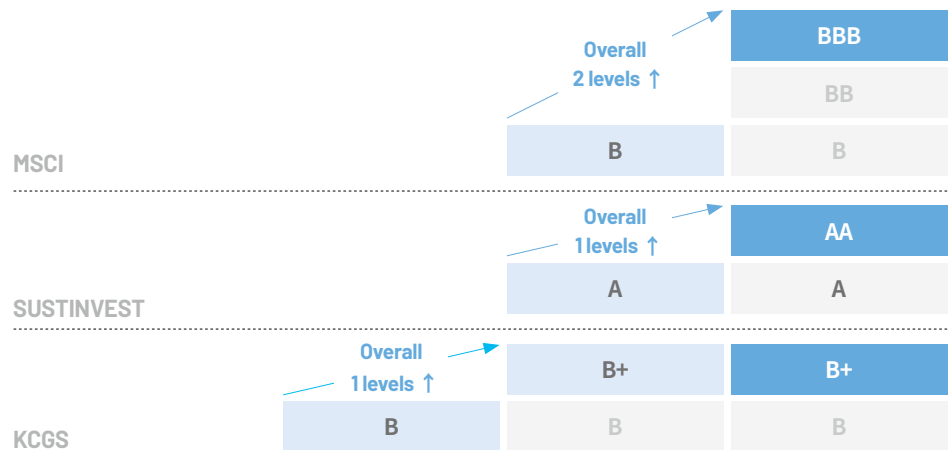 Overall
2 levels ↑
BBB
BB
MSCI
B
B
Overall
1 levels ↑
AA
SUSTINVEST
A
A
Overall
1 levels ↑
B+
B+
KCGS
B
B
B